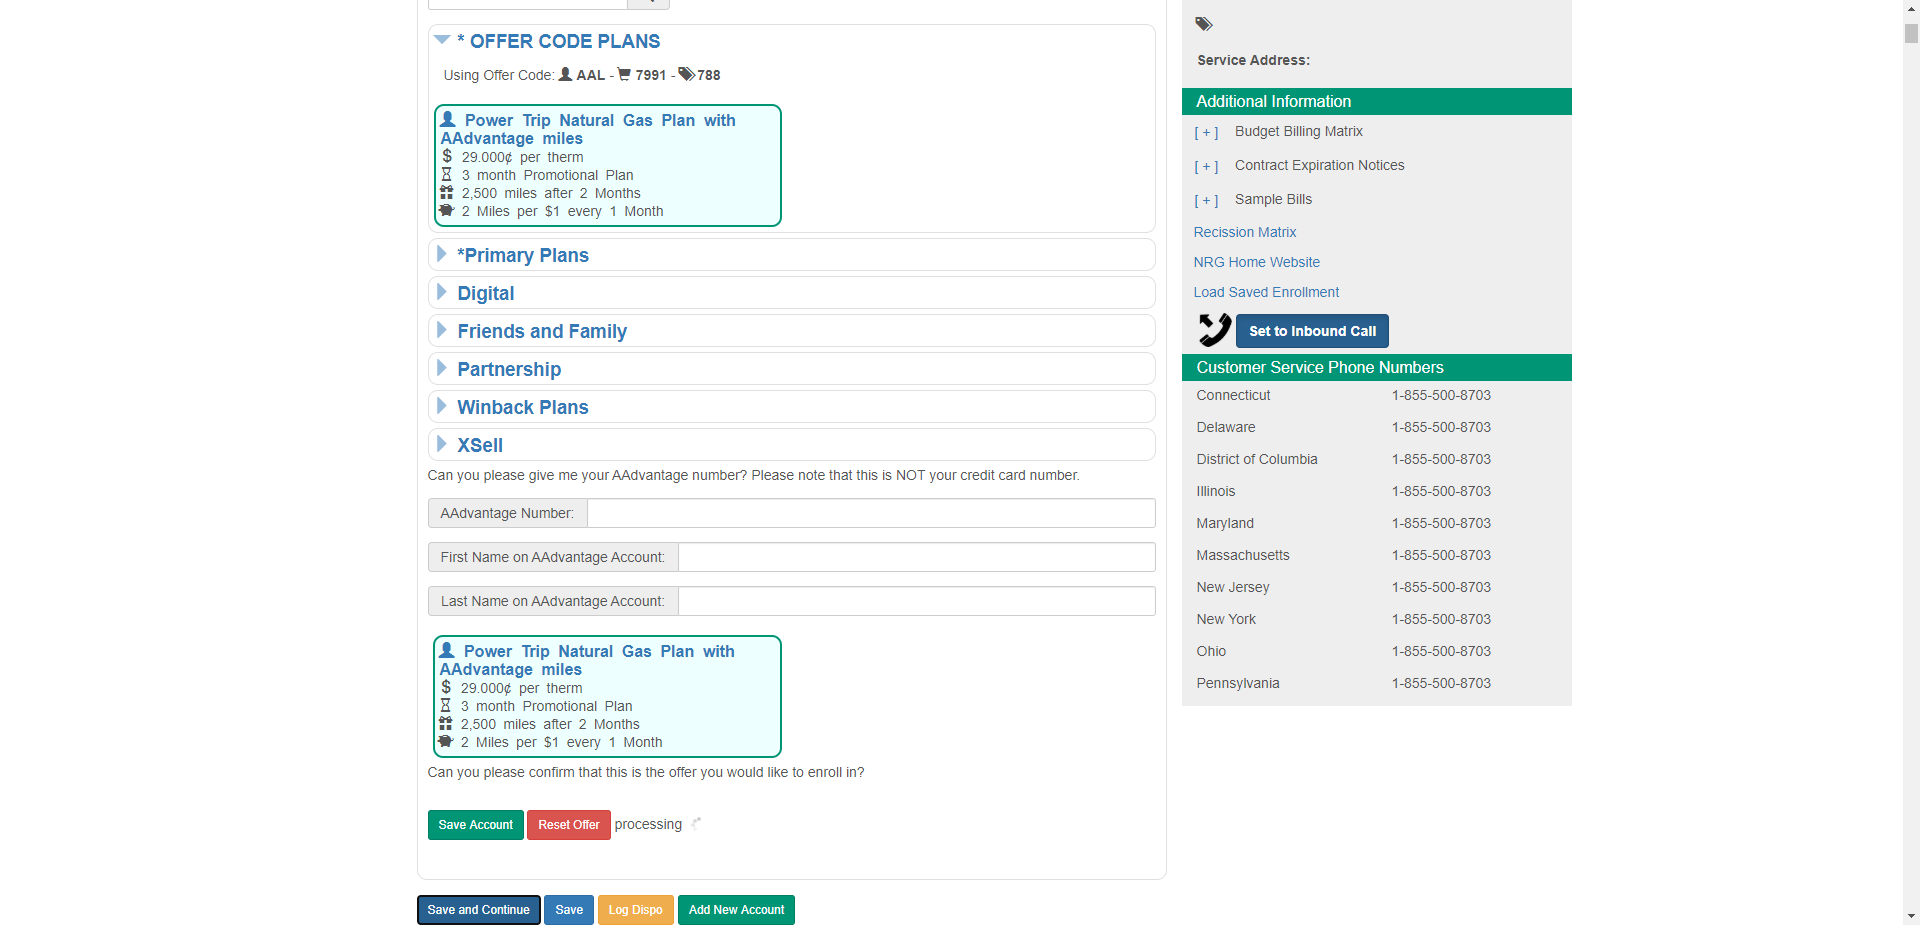 * OFFER CODE PLANS
Using Offer Code: AAL - 7991 - 788
Power Trip Natural Gas Plan with
AAdvantage miles
29.000¢ per therm
3 month Promotional Plan
2,500 miles after 2 Months
2 Miles per $1 every 1 Month
*Primary Plans
Digital
Friends and Family
Partnership
Winback Plans
XSell
Can you please give me your AAdvantage number? Please note that this is NOT your credit card number.
AAdvantage Number:
First Name on AAdvantage Account:
Last Name on AAdvantage Account:
Power Trip Natural Gas Plan with
AAdvantage miles
29.000¢ per therm
3 month Promotional Plan
2,500 miles after 2 Months
2 Miles per $1 every 1 Month
Can you please confirm that this is the offer you would like to enroll in?
Save Account Reset Offer processing
Save and Continue Save Log Dispo Add New Account
Service Address:
Additional Information
[ + ] Budget Billing Matrix
[ + ] Contract Expiration Notices
[ + ] Sample Bills
Recission Matrix
NRG Home Website
Load Saved Enrollment
Set to Inbound Call
Customer Service Phone Numbers
Connecticut 1-855-500-8703
Delaware 1-855-500-8703
District of Columbia 1-855-500-8703
Illinois 1-855-500-8703
Maryland 1-855-500-8703
Massachusetts 1-855-500-8703
New Jersey 1-855-500-8703
New York 1-855-500-8703
Ohio 1-855-500-8703
Pennsylvania 1-855-500-8703